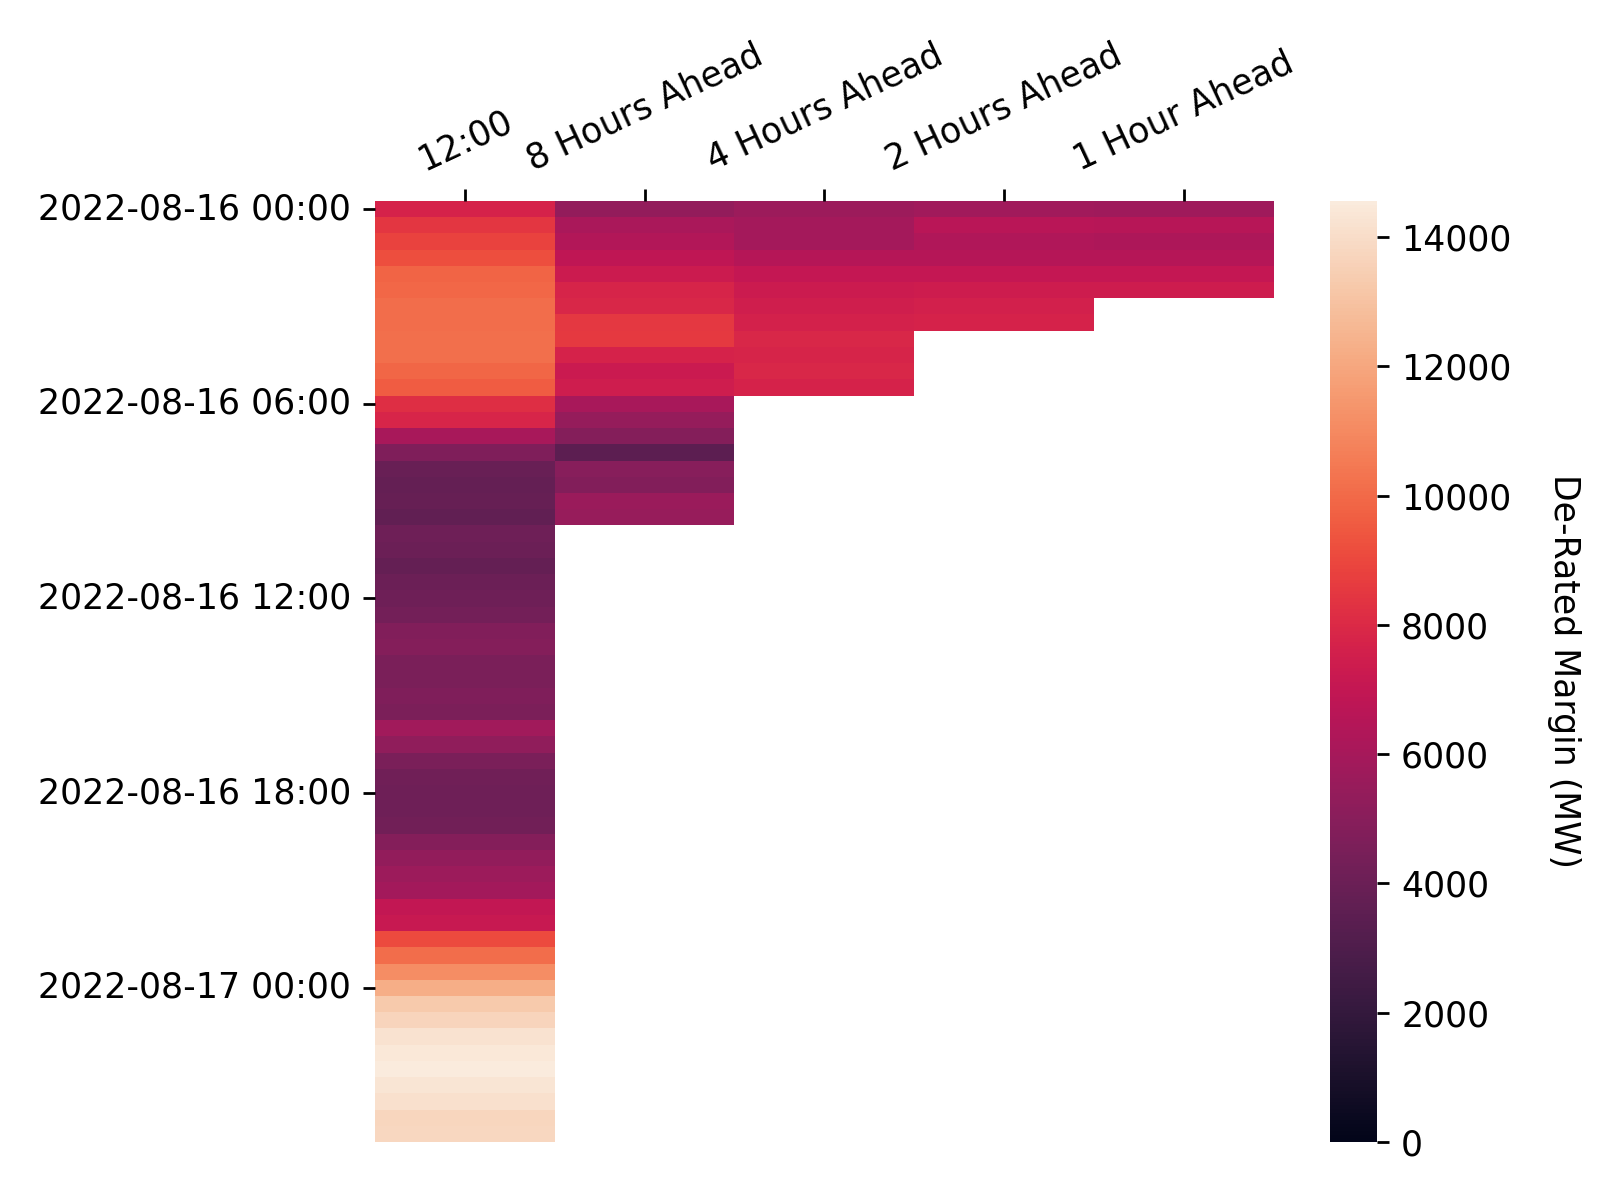 12:00
8 Hours Ahead
4 Hours Ahead
2 Hours Ahead
1 Hour Ahead
2022-08-16 00:00
2022-08-16 06:00
2022-08-16 12:00
2022-08-16 18:00
2022-08-17 00:00
14000
12000
10000
8000
6000
4000
2000
0
De-Rated Margin (MW)